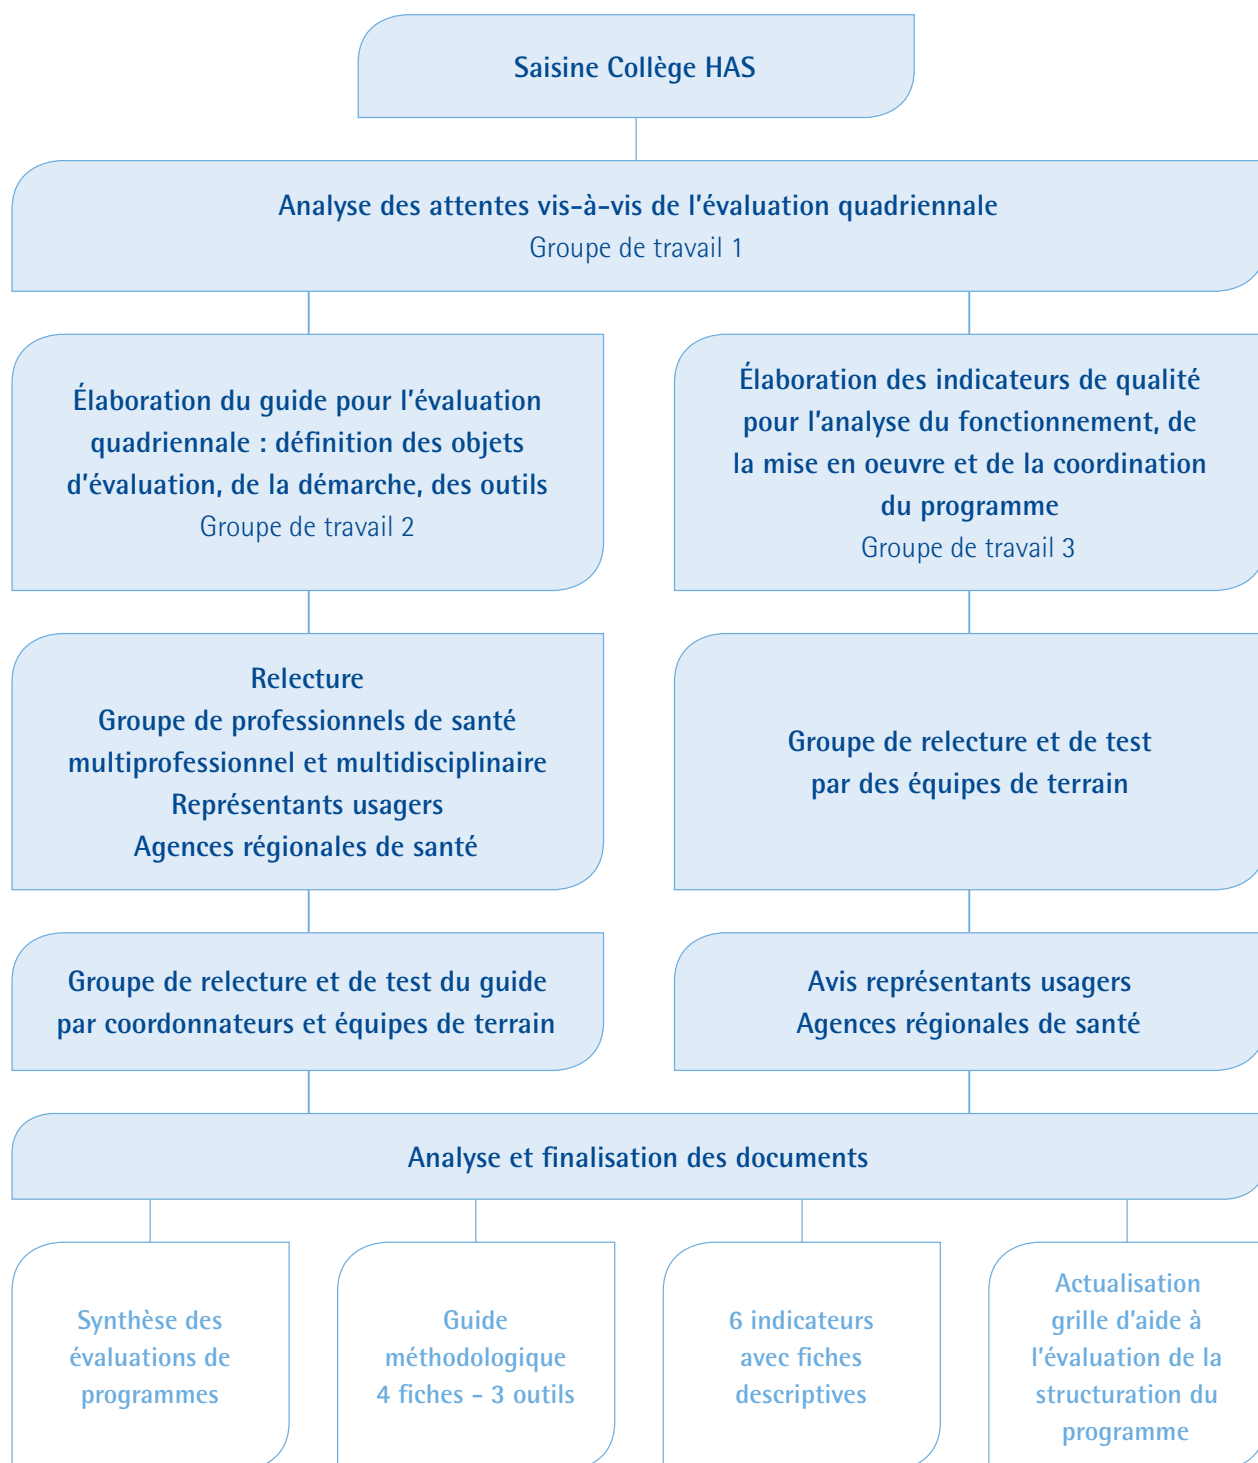 Saisine Collège HAS
Analyse des attentes vis-à-vis de l'évaluation quadriennale
Groupe de travail 1
Élaboration du guide pour l'évaluation
quadriennale : définition des objets
d'évaluation, de la démarche, des outils
Groupe de travail 2
Élaboration des indicateurs de qualité
pour l'analyse du fonctionnement, de
la mise en oeuvre et de la coordination
du programme
Groupe de travail 3
Relecture
Groupe de professionnels de santé
multiprofessionnel et multidisciplinaire
Représentants usagers
Agences régionales de santé
Groupe de relecture et de test
par des équipes de terrain
Groupe de relecture et de test du guide
par coordonnateurs et équipes de terrain
Avis représentants usagers
Agences régionales de santé
Analyse et finalisation des documents
Synthèse des
évaluations de
programmes
Guide
méthodologique
4 fiches - 3 outils
6 indicateurs
avec fiches
descriptives
Actualisation
grille d'aide à
l'évaluation de la
structuration du
programme